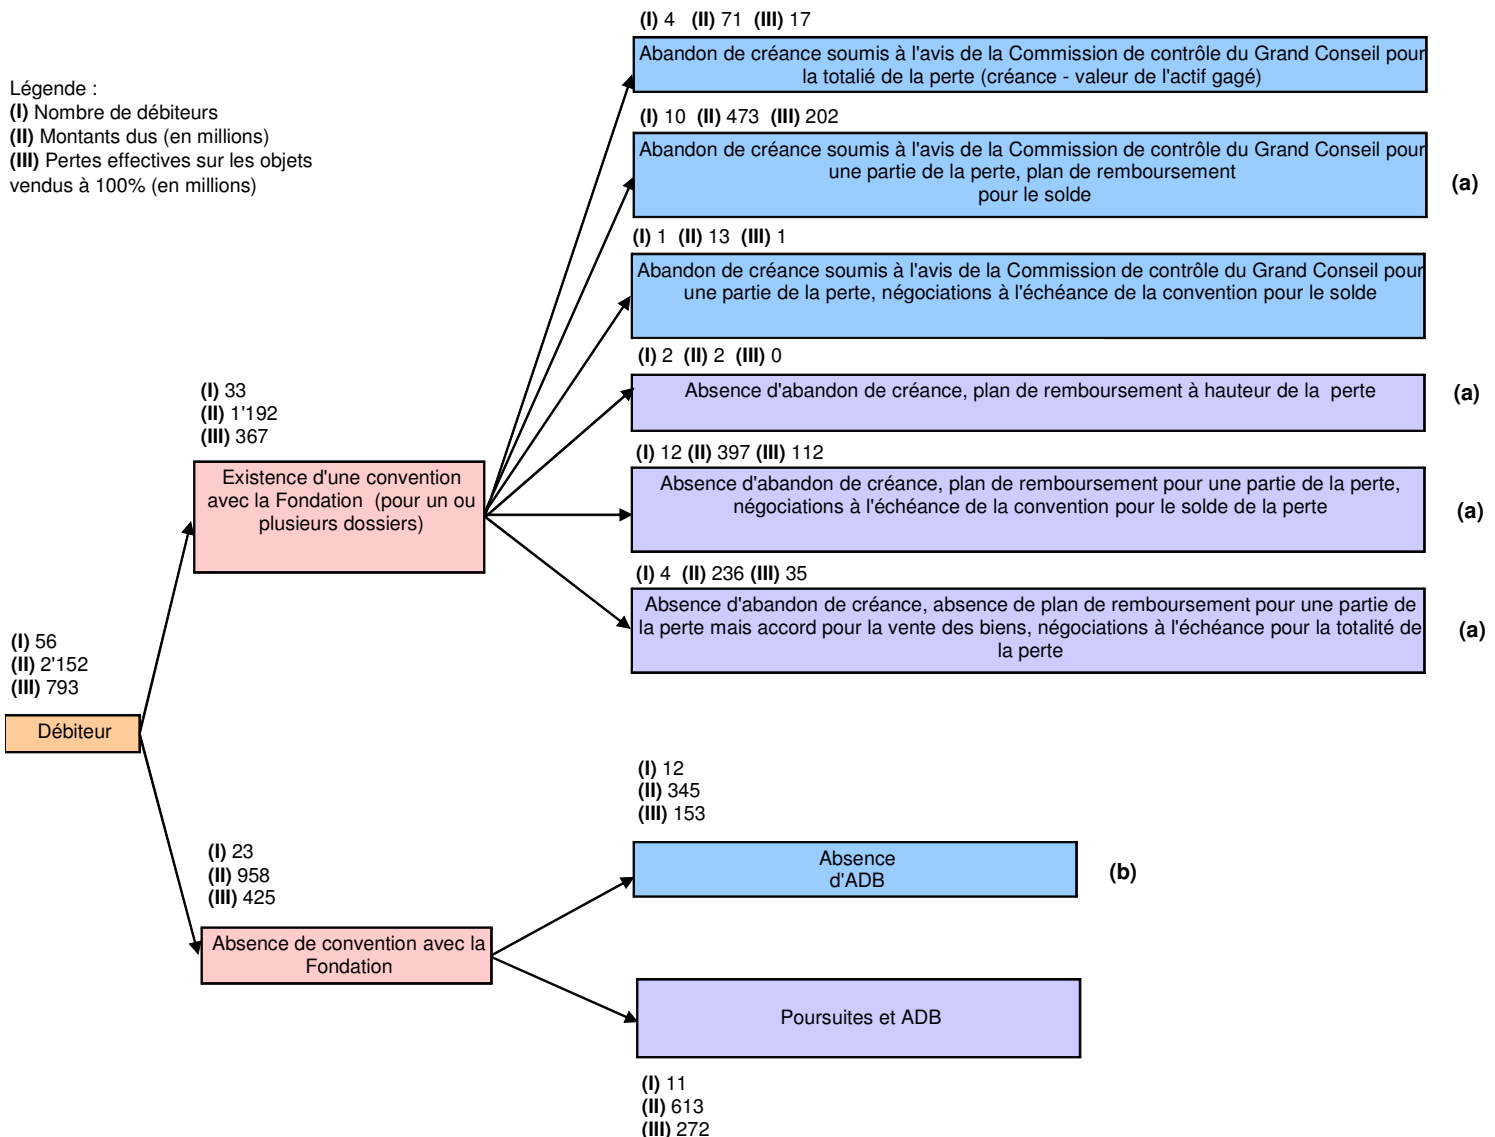 Légende :
(I) Nombre de débiteurs
(II) Montants dus (en millions)
(III) Pertes effectives sur les objets
vendus à 100% (en millions)
(I) 4 (II) 71 (III) 17
Abandon de créance soumis à l'avis de la Commission de contrôle du Grand Conseil pour
la totalié de la perte (créance - valeur de l'actif gagé)
(I) 10 (II) 473 (III) 202
Abandon de créance soumis à l'avis de la Commission de contrôle du Grand Conseil pour
une partie de la perte, plan de remboursement
pour le solde
(a)
(I) 1 (II) 13 (III) 1
Abandon de créance soumis à l'avis de la Commission de contrôle du Grand Conseil pour
une partie de la perte, négociations à l'échéance de la convention pour le solde
(I) 2 (II) 2 (III) 0
Absence d'abandon de créance, plan de remboursement à hauteur de la perte
(a)
(I) 33
(II) 1'192
(III) 367
Existence d'une convention
avec la Fondation (pour un ou
plusieurs dossiers)
(I) 12 (II) 397 (III) 112
Absence d'abandon de créance, plan de remboursement pour une partie de la perte,
négociations à l'échéance de la convention pour le solde de la perte
(a)
(I) 4 (II) 236 (III) 35
Absence d'abandon de créance, absence de plan de remboursement pour une partie de
la perte mais accord pour la vente des biens, négociations à l'échéance pour la totalité de
la perte
(a)
(I) 56
(II) 2'152
(III) 793
Débiteur
(I) 12
(II) 345
(III) 153
Absence
d'ADB
(b)
(I) 23
(II) 958
(III) 425
Absence de convention avec la
Fondation
Poursuites et ADB
(I) 11
(II) 613
(III) 272